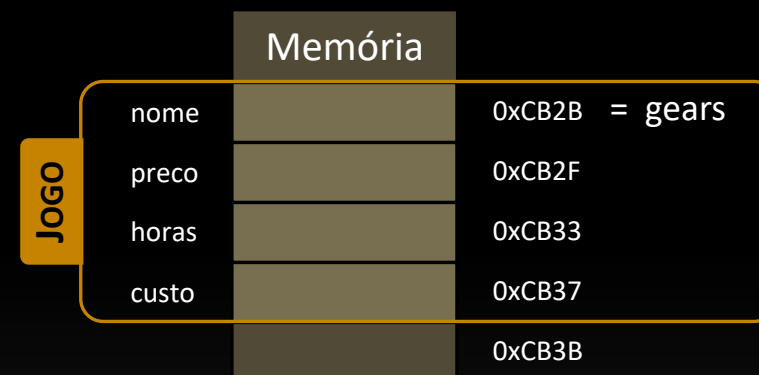 Memória
nome 0xCB2B = gears
preco 0xCB2F
JOGO
horas 0xCB33
custo 0xCB37
0xCB3B